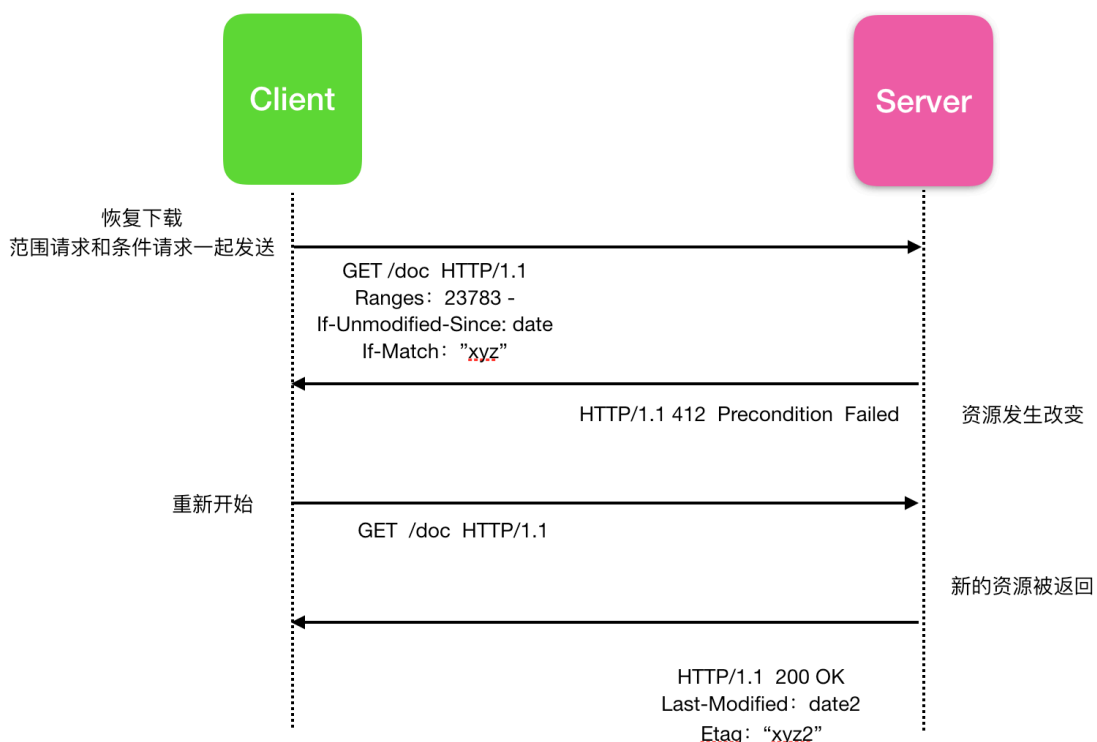 Client
Server
恢复下载
范围请求和条件请求一起发送
GET /doc HTTP/1.1
Ranges：23783 -
If-Unmodified-Since: date
If-Match：”xyz”
HTTP/1.1 412 Precondition Failed
资源发生改变
重新开始
GET /doc HTTP/1.1
新的资源被返回
HTTP/1.1 200 OK
Last-Modified：date2
Etag：“xyz2”